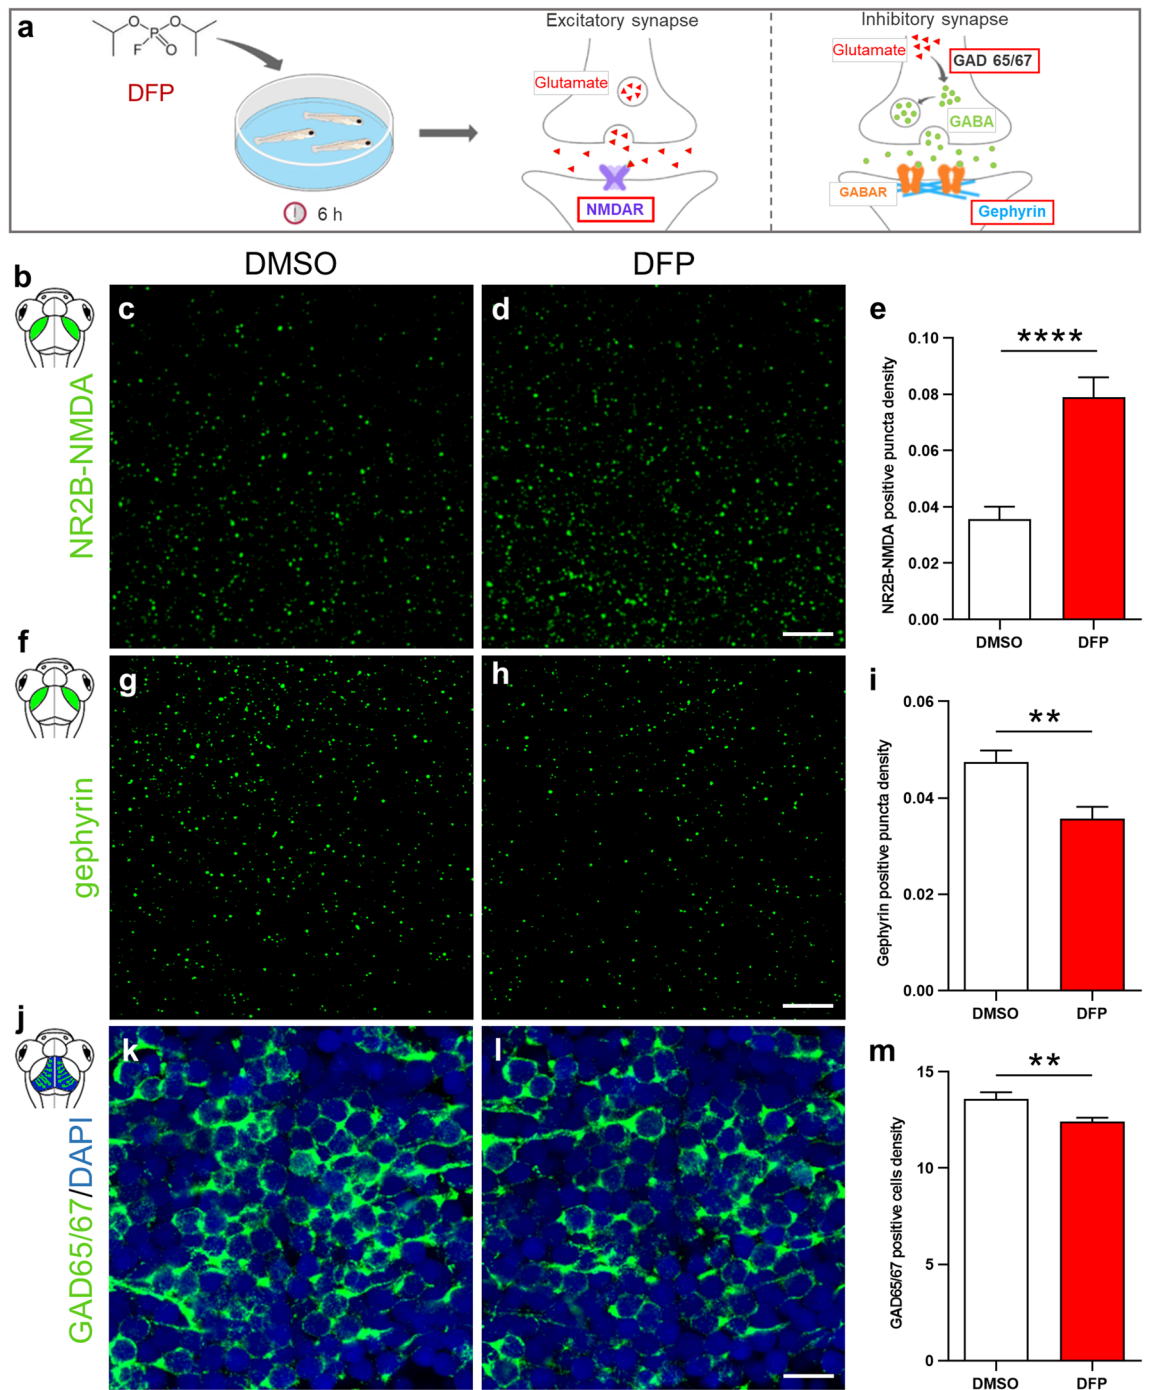 a
O
O
P
F
O
DFP
6 h
Excitatory synapse
Glutamate
NMDAR
Inhibitory synapse
Glutamate
GAD 65/67
GABA
GABAR
Gephyrin
DMSO
DFP
b
NR2B-NMDA
c
d
e
NR2B-NMDA positive puncta density
0.10
0.08
0.06
0.04
0.02
0.00
****
DMSO
DFP
f
gephyrin
g
h
i
Gephyrin positive puncta density
0.06
0.04
0.02
0.00
**
DMSO
DFP
j
GAD65/67/DAPI
k
l
m
GAD65/67 positive cells density
15
10
5
0
**
DMSO
DFP